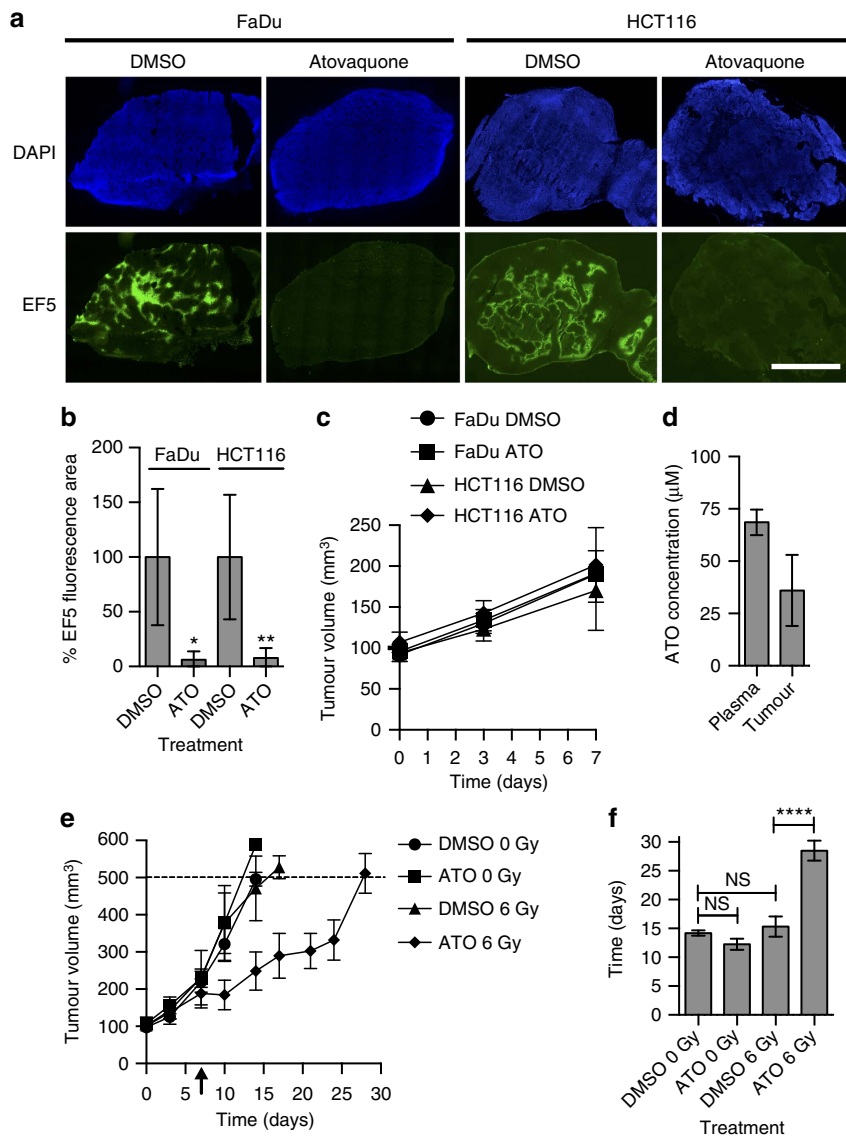 a
FaDu HCT116
DMSO Atovaquone DMSO Atovaquone
DAPI
EF5
b
% EF5 fluorescence area
200
150
100
50
0
FaDu HCT116
* **
DMSO ATO DMSO ATO
Treatment
c
FaDu DMSO
FaDu ATO
HCT116 DMSO
HCT116 ATO
Tumour volume (mm³)
250
200
150
100
50
0
0 1 2 3 4 5 6 7
Time (days)
d
ATO concentration (μM)
100
75
50
25
0
Plasma Tumour
e
Tumour volume (mm³)
600
500
400
300
200
100
0
0 5 10 15 20 25 30
Time (days)
DMSO 0 Gy
ATO 0 Gy
DMSO 6 Gy
ATO 6 Gy
f
Time (days)
30
25
20
15
10
5
0
****
NS
NS
DMSO 0 Gy ATO 0 Gy DMSO 6 Gy ATO 6 Gy
Treatment